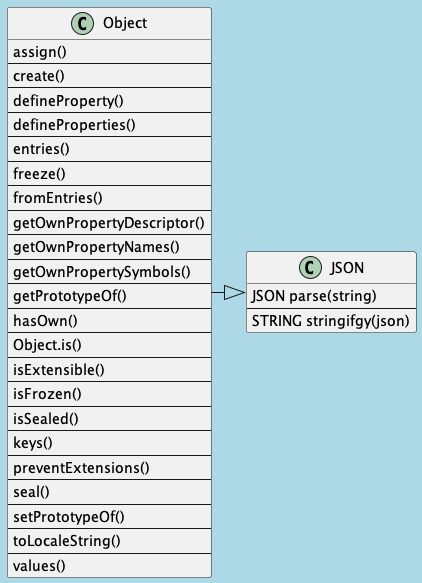 C Object
assign()
create()
defineProperty()
defineProperties()
entries()
freeze()
fromEntries()
getOwnPropertyDescriptor()
getOwnPropertyNames()
getOwnPropertySymbols()
getPrototypeOf()
hasOwn()
Object.is()
isExtensible()
isFrozen()
isSealed()
keys()
preventExtensions()
seal()
setPrototypeOf()
toLocaleString()
values()
C JSON
JSON parse(string)
STRING stringifgy(json)